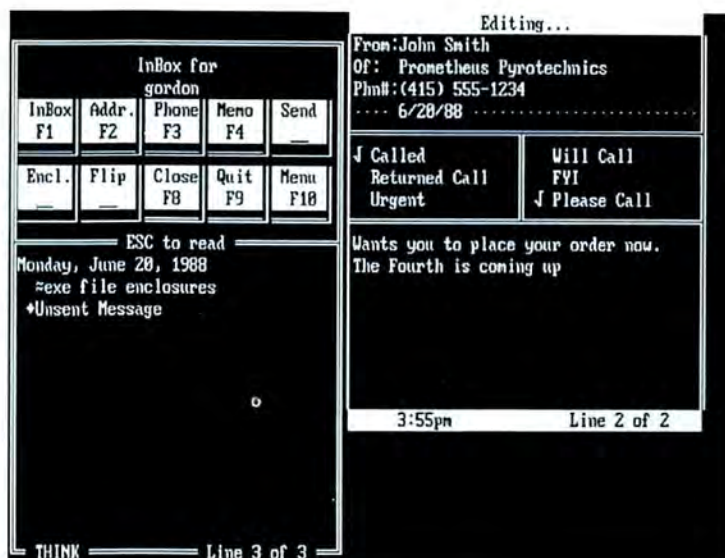 InBox for
gordon
InBox Addr. Phone Memo Send
F1 F2 F3 F4
Encl. Flip Close Quit Menu
F8 F9 F10
ESC to read
Monday, June 20, 1988
≈exe file enclosures
♦Unsent Message
THINK Line 3 of 3
Editing...
From:John Smith
Of: Prometheus Pyrotechnics
Phn#:(415) 555-1234
.... 6/20/88 ..........................
√ Called Will Call
Returned Call FYI
Urgent √ Please Call
Wants you to place your order now.
The Fourth is coming up
3:55pm Line 2 of 2